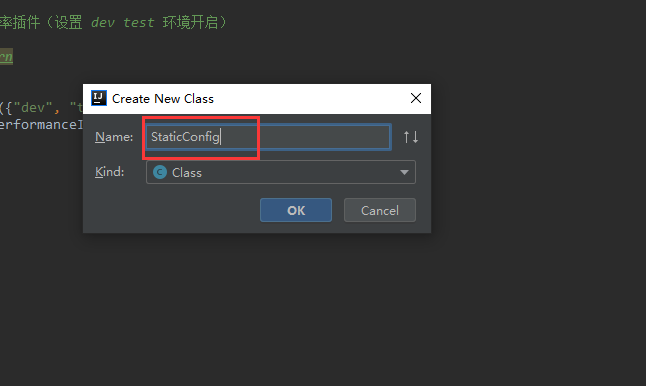 率插件（设置 dev test 环境开启）
rn
({"dev", "t
erformanceI
IJ
Create New Class
Name: StaticConfig
Kind: C Class
OK Cancel